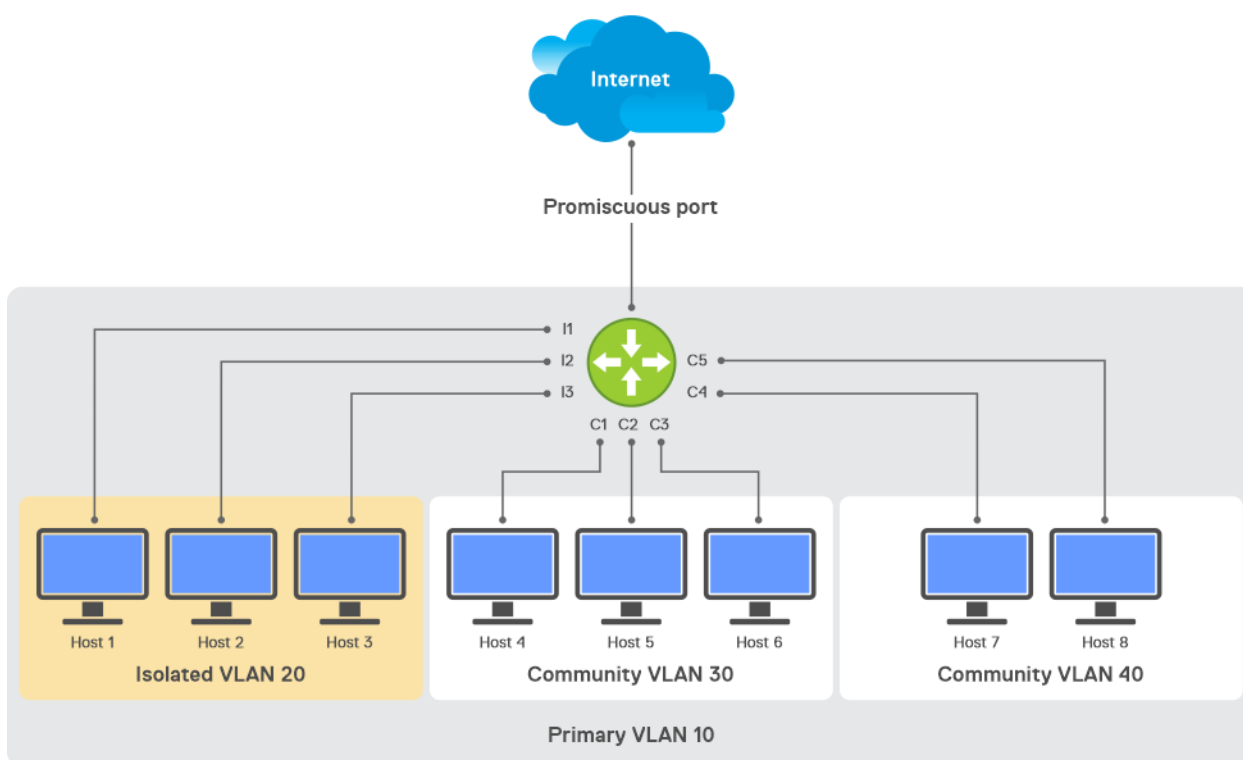 Internet
Promiscuous port
I1
I2
I3
C5
C4
C1 C2 C3
Host 1 Host 2 Host 3
Isolated VLAN 20
Host 4 Host 5 Host 6
Community VLAN 30
Host 7 Host 8
Community VLAN 40
Primary VLAN 10